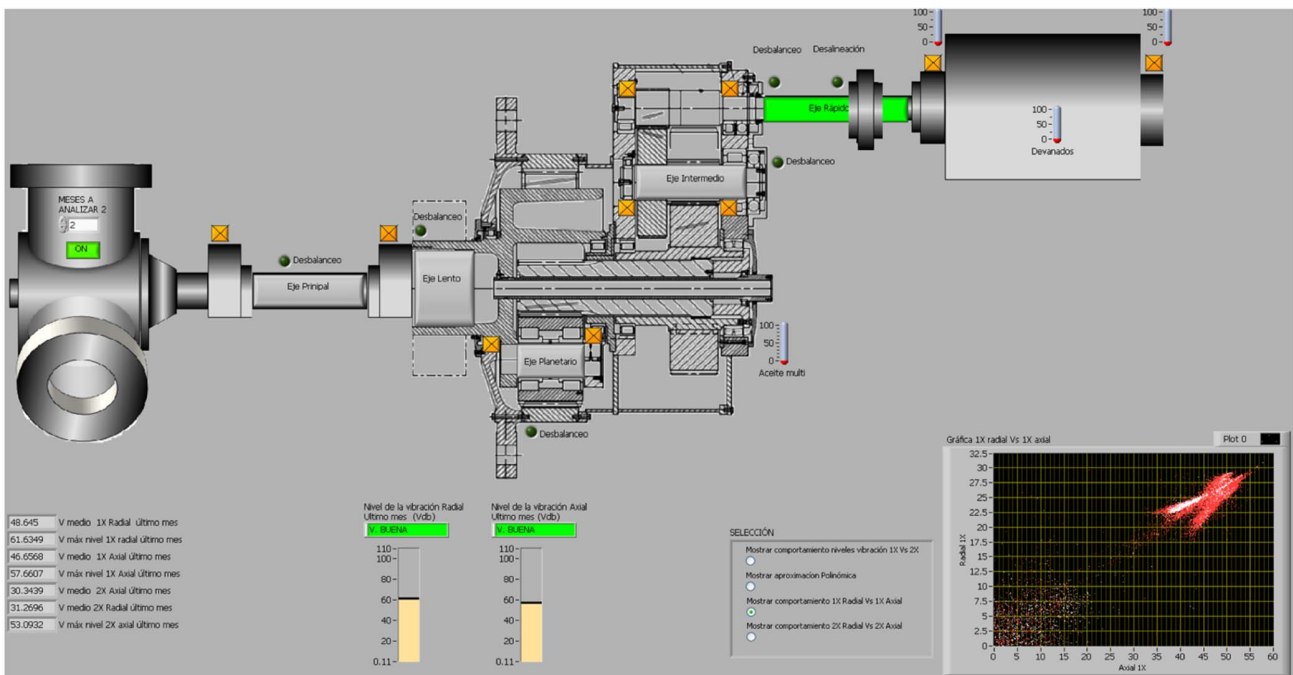 100
50
0
100
50
0
Desbalanceo
Desalineación
Eje Rápido
100
50
0
Devanados
Desbalanceo
Eje Intermedio
MESES A
ANALIZAR 2
2
ON
Desbalanceo
Desbalanceo
Eje Prinipal
Eje Lento
Eje Planetario
100
50
0
Aceite multi
Desbalanceo
Gráfica 1X radial Vs 1X axial
Plot 0
32.5
30
27.5
25
22.5
20
17.5
15
12.5
10
7.5
5
2.5
0
Radial 1X
0 5 10 15 20 25 30 35 40 45 50 55 60
Axial 1X
48.645 V medio 1X Radial último mes
61.6349 V máx nivel 1X radial último mes
46.6568 V medio 1X Axial último mes
57.6607 V máx nivel 1X Axial último mes
30.3439 V medio 2X Axial último mes
31.2696 V medio 2X Radial último mes
53.0932 V máx nivel 2X axial último mes
Nivel de la vibración Radial
Ultimo mes (Vdb)
V. BUENA
110
100
80
60
40
20
0.11
Nivel de la vibración Axial
Ultimo mes (Vdb)
V. BUENA
110
100
80
60
40
20
0.11
SELECCIÓN
Mostrar comportamiento niveles vibración 1X Vs 2X
Mostrar aproximacion Polinómica
Mostrar comportamiento 1X Radial Vs 1X Axial
Mostrar comportamiento 2X Radial Vs 2X Axial